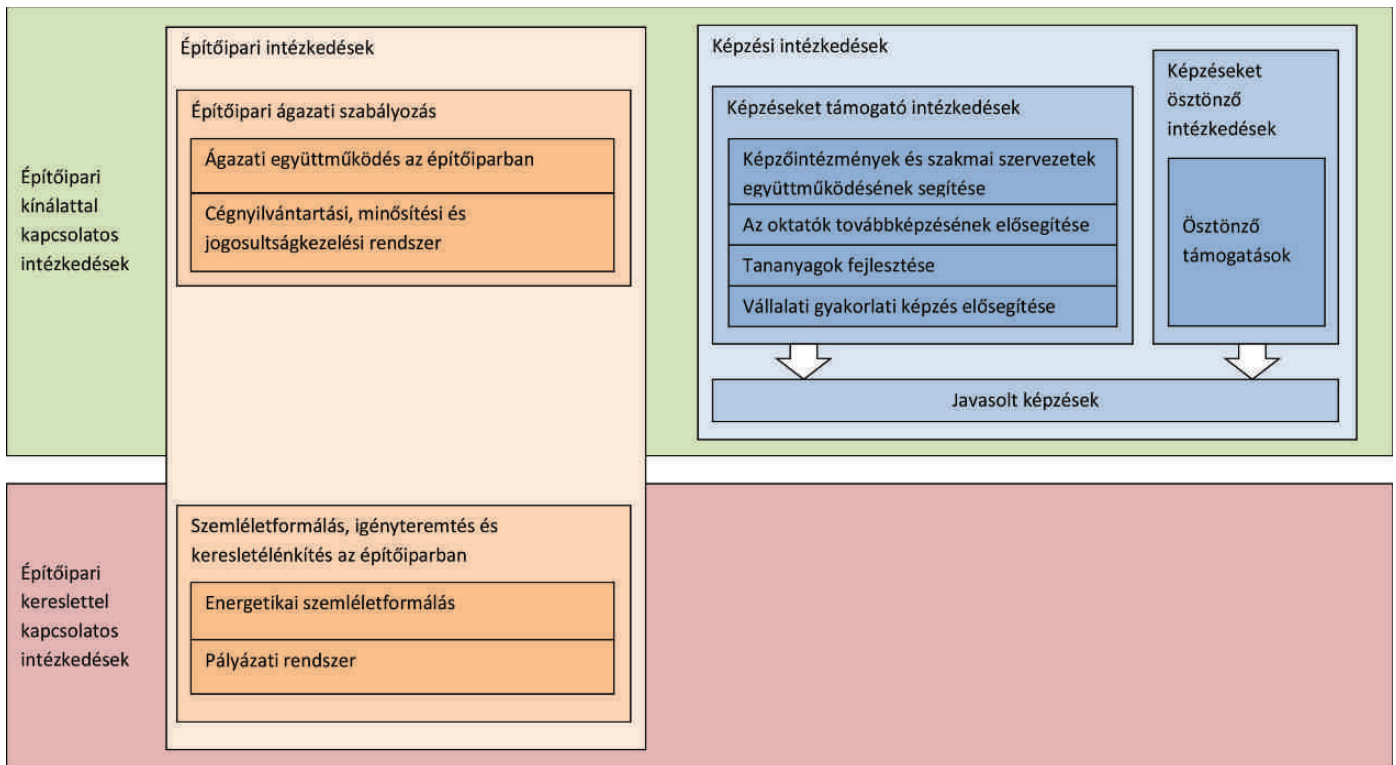 Építőipari
kínálattal
kapcsolatos
intézkedések
Építőipari intézkedések
Építőipari ágazati szabályozás
Ágazati együttműködés az építőiparban
Cégnyilvántartási, minősítési és
jogosultságkezelési rendszer
Képzési intézkedések
Képzéseket támogató intézkedések
Képzőintézmények és szakmai szervezetek
együttműködésének segítése
Az oktatók továbbképzésének elősegítése
Tananyagok fejlesztése
Vállalati gyakorlati képzés elősegítése
Képzéseket
ösztönző
intézkedések
Ösztönző
támogatások
Javasolt képzések
Építőipari
kereslettel
kapcsolatos
intézkedések
Szemléletformálás, igényteremtés és
keresletélénkítés az építőiparban
Energetikai szemléletformálás
Pályázati rendszer